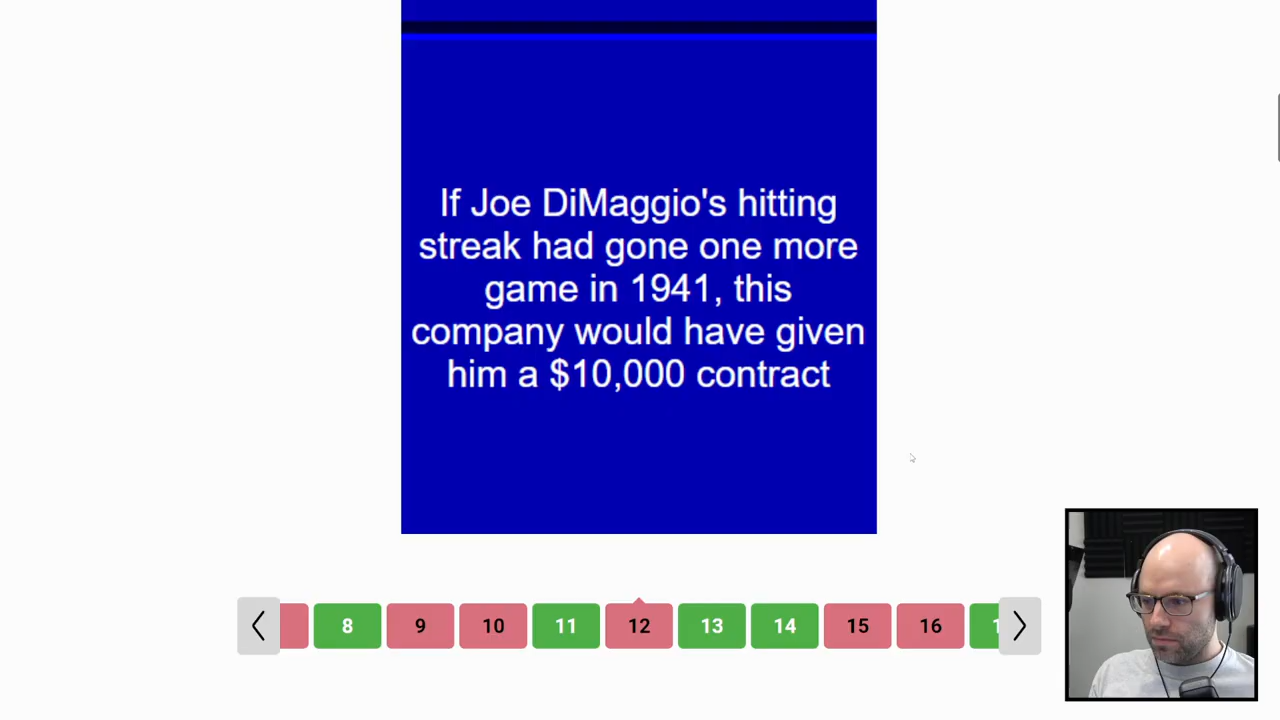 If Joe DiMaggio's hitting
streak had gone one more
game in 1941, this
company would have given
him a $10,000 contract
8 9 10 11 12 13 14 15 16